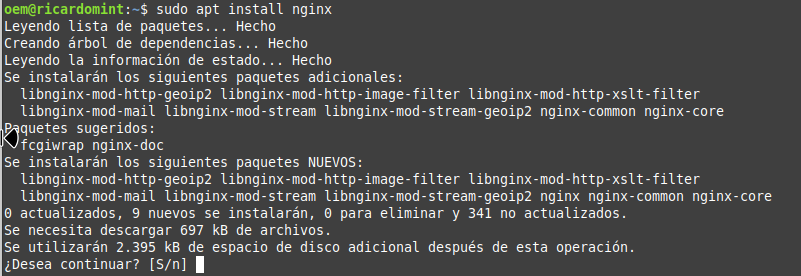 oem@ricardomint:~$ sudo apt install nginx
Leyendo lista de paquetes... Hecho
Creando árbol de dependencias... Hecho
Leyendo la información de estado... Hecho
Se instalarán los siguientes paquetes adicionales:
libnginx-mod-http-geoip2 libnginx-mod-http-image-filter libnginx-mod-http-xslt-filter
libnginx-mod-mail libnginx-mod-stream libnginx-mod-stream-geoip2 nginx-common nginx-core
Paquetes sugeridos:
fcgiwrap nginx-doc
Se instalarán los siguientes paquetes NUEVOS:
libnginx-mod-http-geoip2 libnginx-mod-http-image-filter libnginx-mod-http-xslt-filter
libnginx-mod-mail libnginx-mod-stream libnginx-mod-stream-geoip2 nginx nginx-common nginx-core
0 actualizados, 9 nuevos se instalarán, 0 para eliminar y 341 no actualizados.
Se necesita descargar 697 kB de archivos.
Se utilizarán 2.395 kB de espacio de disco adicional después de esta operación.
¿Desea continuar? [S/n]